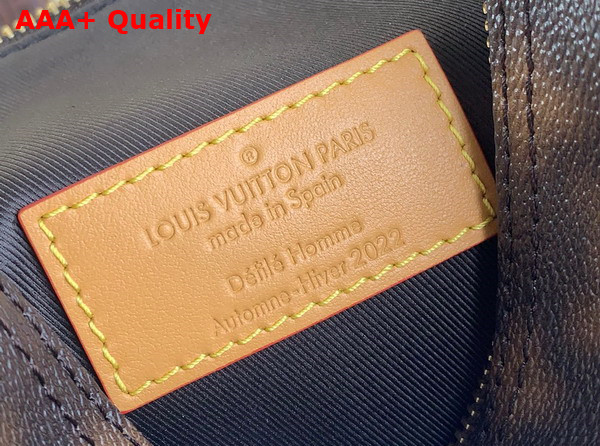 AAA+ Quality
®
LOUIS VUITTON PARIS
made in Spain
Défilé Homme
Automne-Hiver 2022